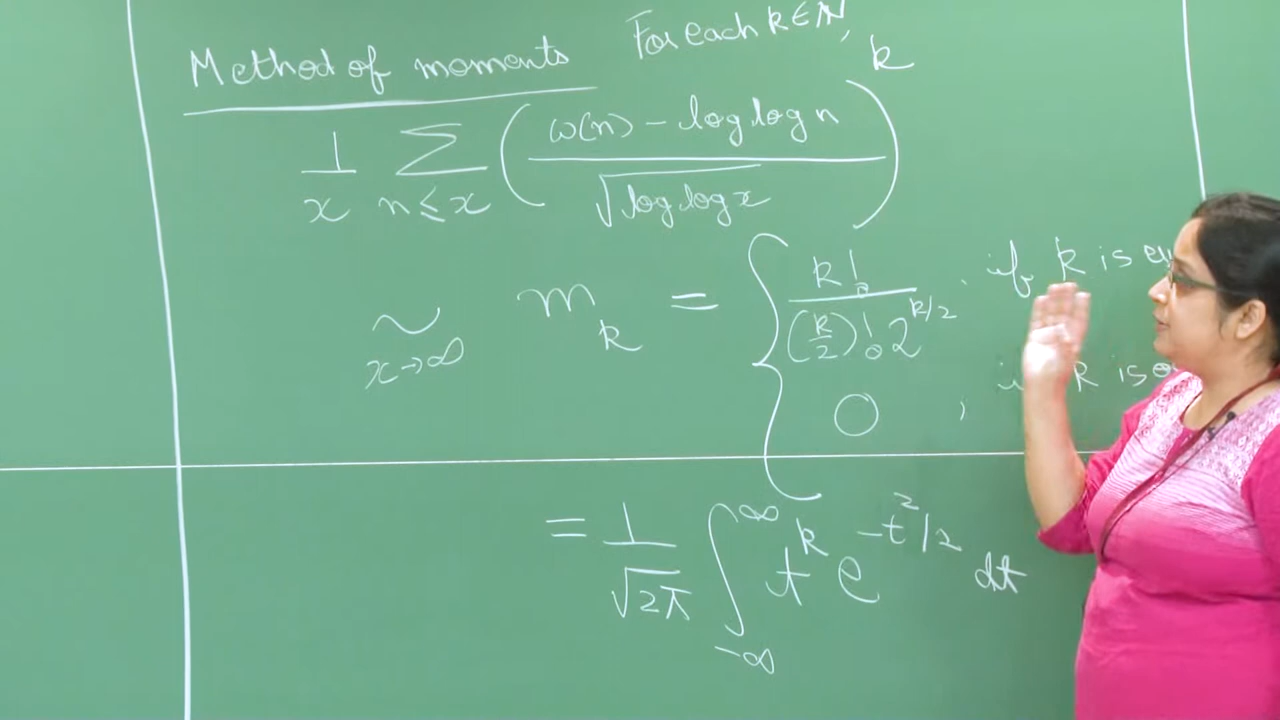 Method of moments For each k ∈ ℕ,
1/x ∑_{n≤x} ((ω(n) - log log n)/√(log log x))^k
∼_{x→∞} m_k = { k!/((k/2)! 2^{k/2}), if k is
0, k is
= 1/√(2π) ∫_{-∞}^{∞} t^k e^{-t²/2} dt